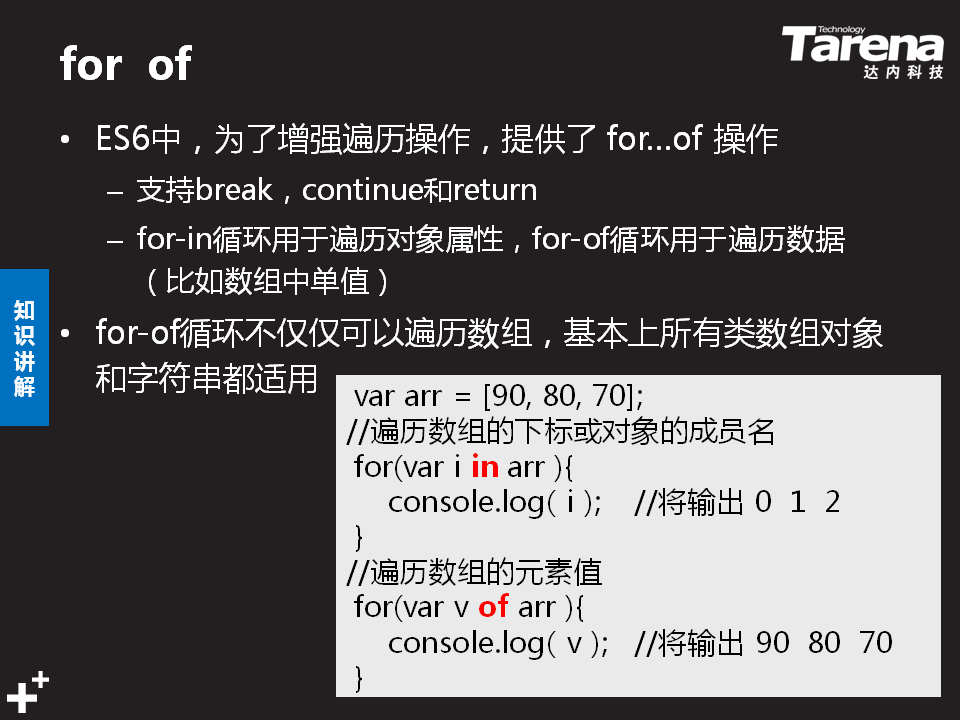 for of
Technology
Tarena
达内科技
• ES6中，为了增强遍历操作，提供了 for...of 操作
– 支持break，continue和return
– for-in循环用于遍历对象属性，for-of循环用于遍历数据
（比如数组中单值）
• for-of循环不仅仅可以遍历数组，基本上所有类数组对象
和字符串都适用
知识讲解
var arr = [90, 80, 70];
//遍历数组的下标或对象的成员名
for(var i in arr ){
console.log( i ); //将输出 0 1 2
}
//遍历数组的元素值
for(var v of arr ){
console.log( v ); //将输出 90 80 70
}